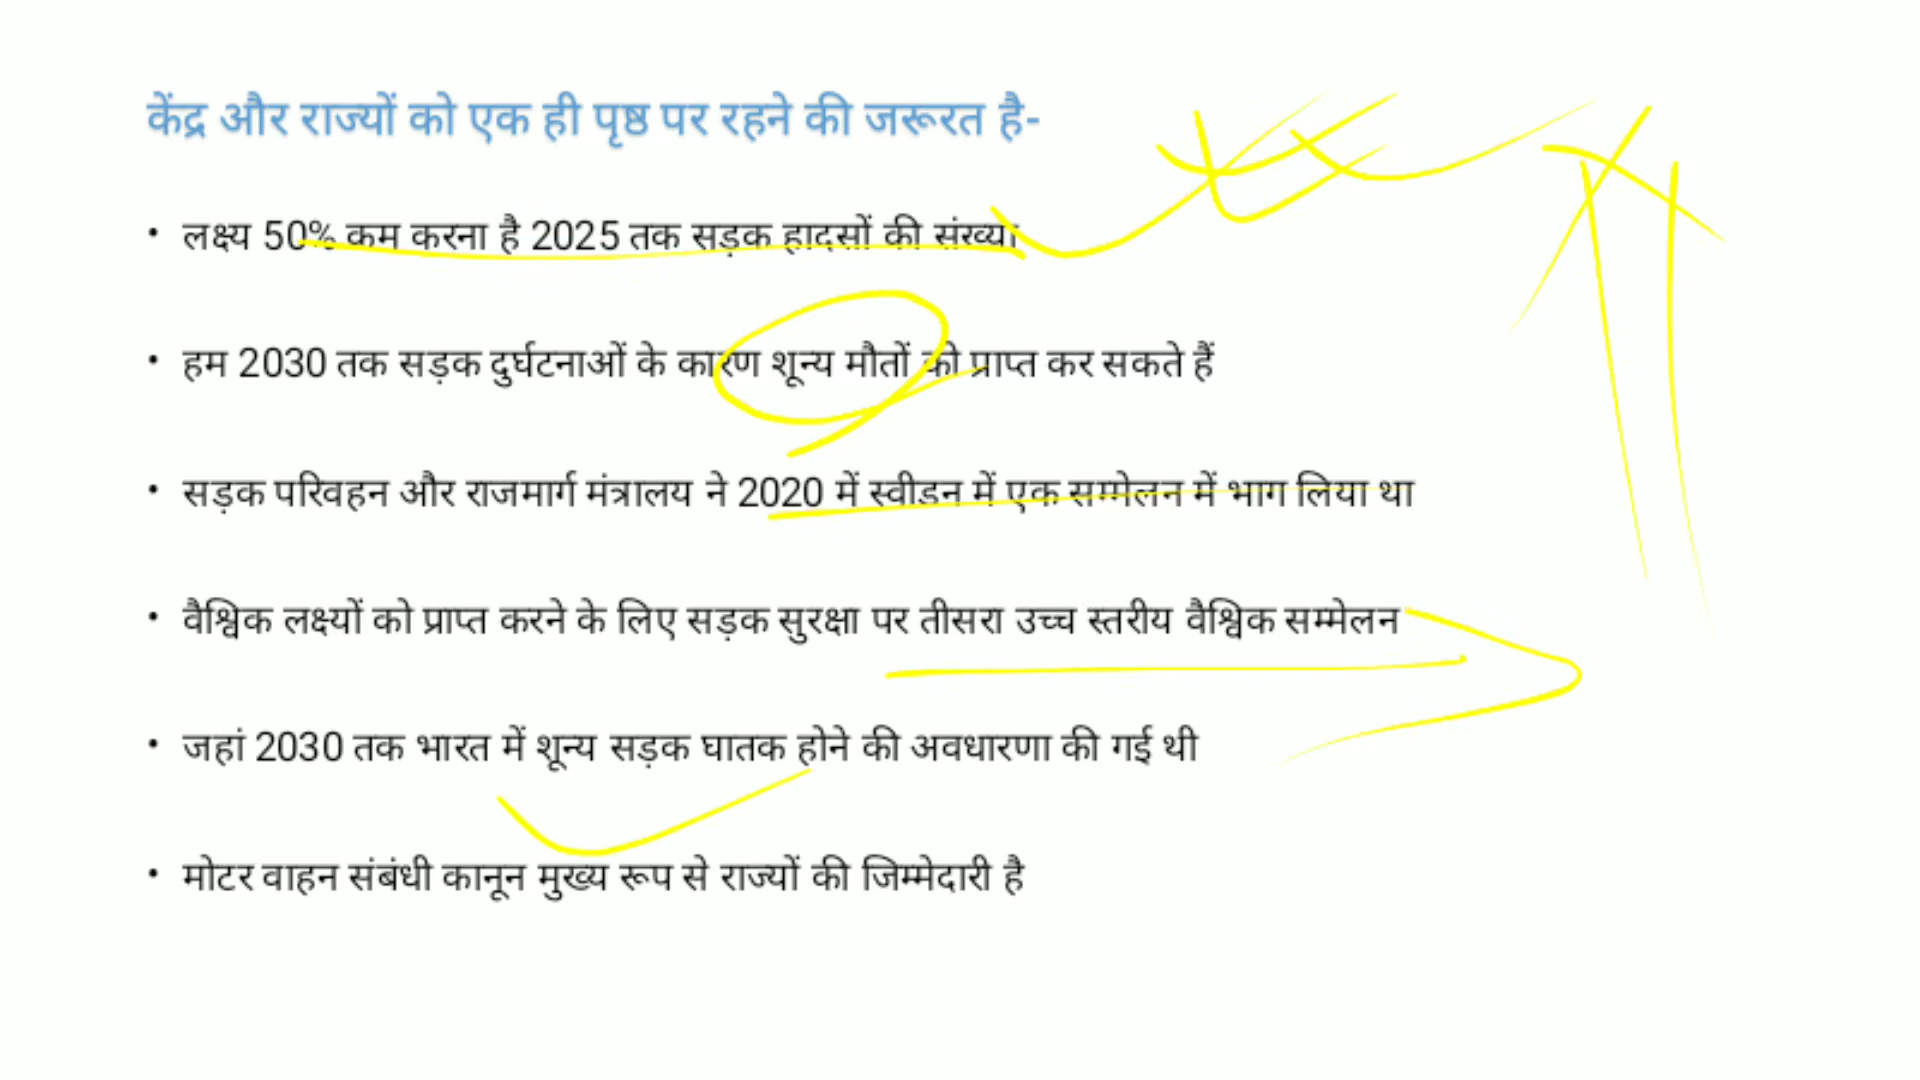 केंद्र और राज्यों को एक ही पृष्ठ पर रहने की जरूरत है-
• लक्ष्य 50% कम करना है 2025 तक सड़क हादसों की संख्या
• हम 2030 तक सड़क दुर्घटनाओं के कारण शून्य मौतों को प्राप्त कर सकते हैं
• सड़क परिवहन और राजमार्ग मंत्रालय ने 2020 में स्वीडन में एक सम्मेलन में भाग लिया था
• वैश्विक लक्ष्यों को प्राप्त करने के लिए सड़क सुरक्षा पर तीसरा उच्च स्तरीय वैश्विक सम्मेलन
• जहां 2030 तक भारत में शून्य सड़क घातक होने की अवधारणा की गई थी
• मोटर वाहन संबंधी कानून मुख्य रूप से राज्यों की जिम्मेदारी है